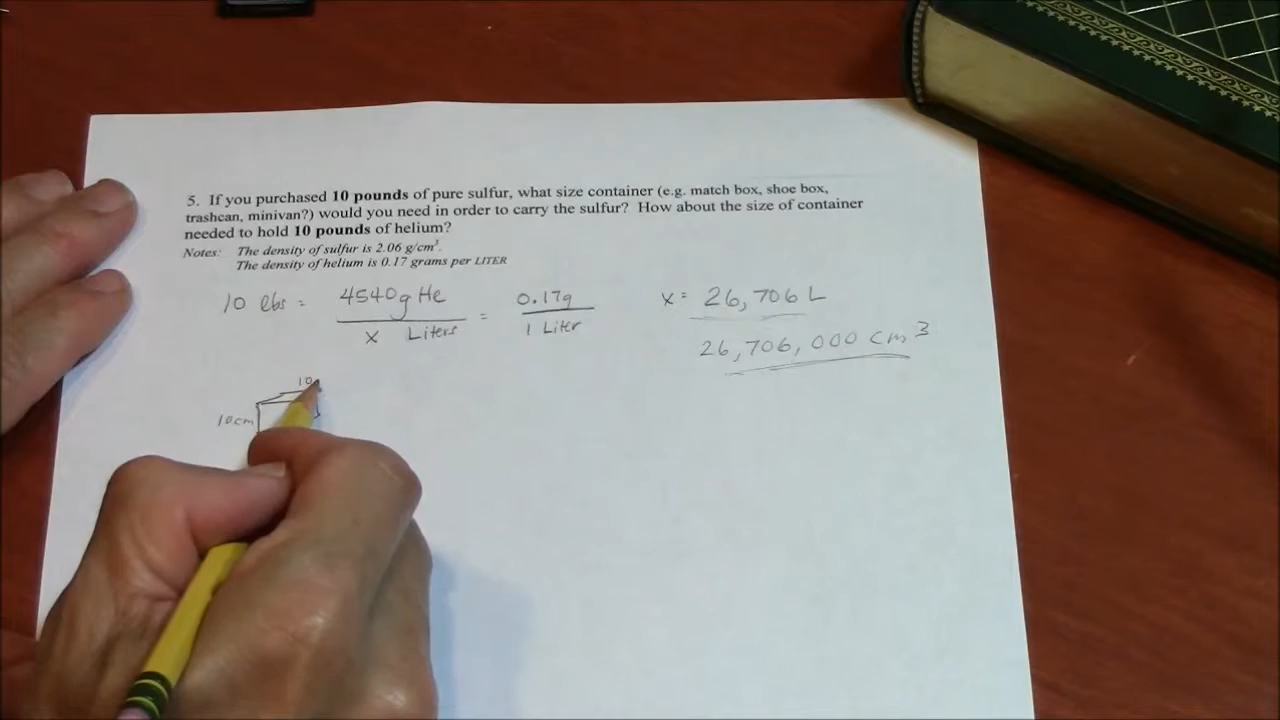 5. If you purchased 10 pounds of pure sulfur, what size container (e.g. match box, shoe box,
trashcan, minivan?) would you need in order to carry the sulfur? How about the size of container
needed to hold 10 pounds of helium?
Notes: The density of sulfur is 2.06 g/cm³.
The density of helium is 0.17 grams per LITER
10 lbs = 4540g He / x Liters = 0.17g / 1 Liter
x = 26,706 L
26,706,000 cm³
10
10cm